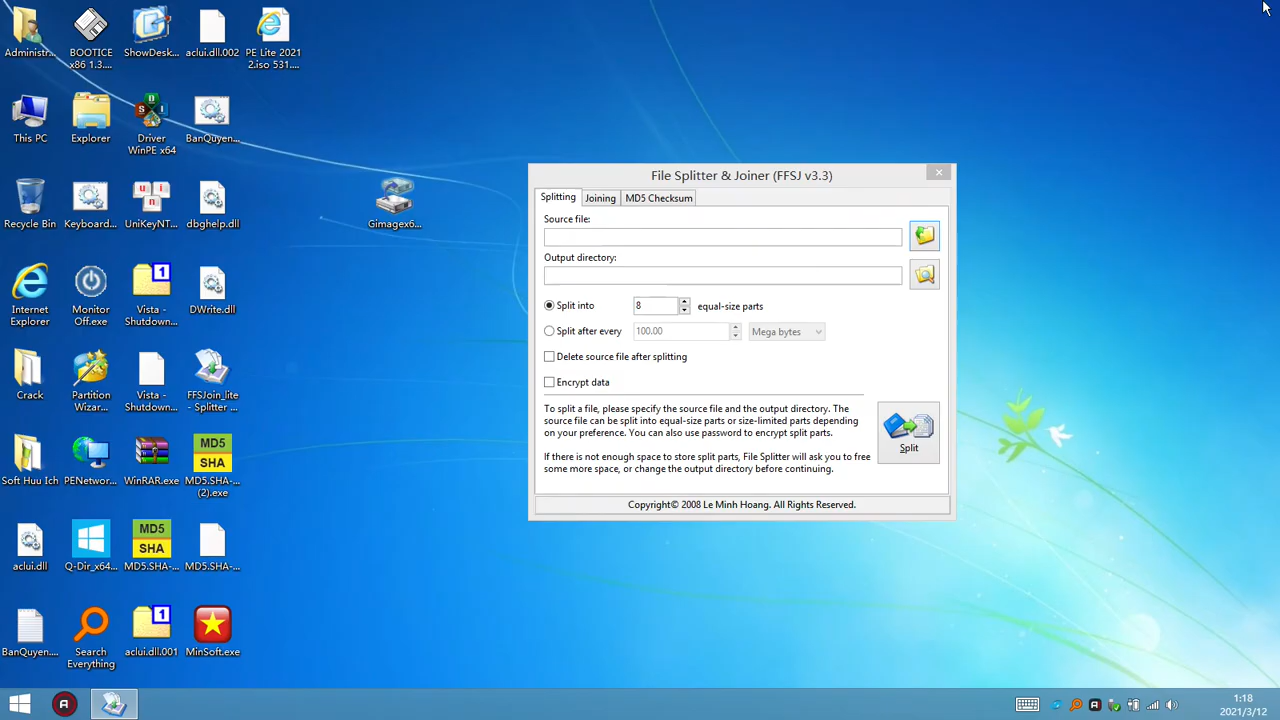 Administr...
BOOTICE
x86 1.3....
ShowDesk...
aclui.dll.002
PE Lite 2021
2.iso 531....
This PC
Explorer
Driver
WinPE x64
BanQuyen...
Recycle Bin
Keyboard...
UniKeyNT...
dbghelp.dll
Gimagex6...
Internet
Explorer
Monitor
Off.exe
Vista -
Shutdown...
DWrite.dll
Crack
Partition
Wizar...
Vista -
Shutdown...
FFSJoin_lite
- Splitter ...
Soft Huu Ich
PENetwor...
WinRAR.exe
MD5
SHA
MD5.SHA-...
(2).exe
aclui.dll
Q-Dir_x64...
MD5
SHA
MD5.SHA-...
MD5.SHA-...
BanQuyen....
Search
Everything
aclui.dll.001
MinSoft.exe
File Splitter & Joiner (FFSJ v3.3)
Splitting
Joining
MD5 Checksum
Source file:
Output directory:
Split into
8
equal-size parts
Split after every
100.00
Mega bytes
Delete source file after splitting
Encrypt data
To split a file, please specify the source file and the output directory. The
source file can be split into equal-size parts or size-limited parts depending
on your preference. You can also use password to encrypt split parts.
If there is not enough space to store split parts, File Splitter will ask you to free
some more space, or change the output directory before continuing.
Split
Copyright© 2008 Le Minh Hoang. All Rights Reserved.
1:18
2021/3/12